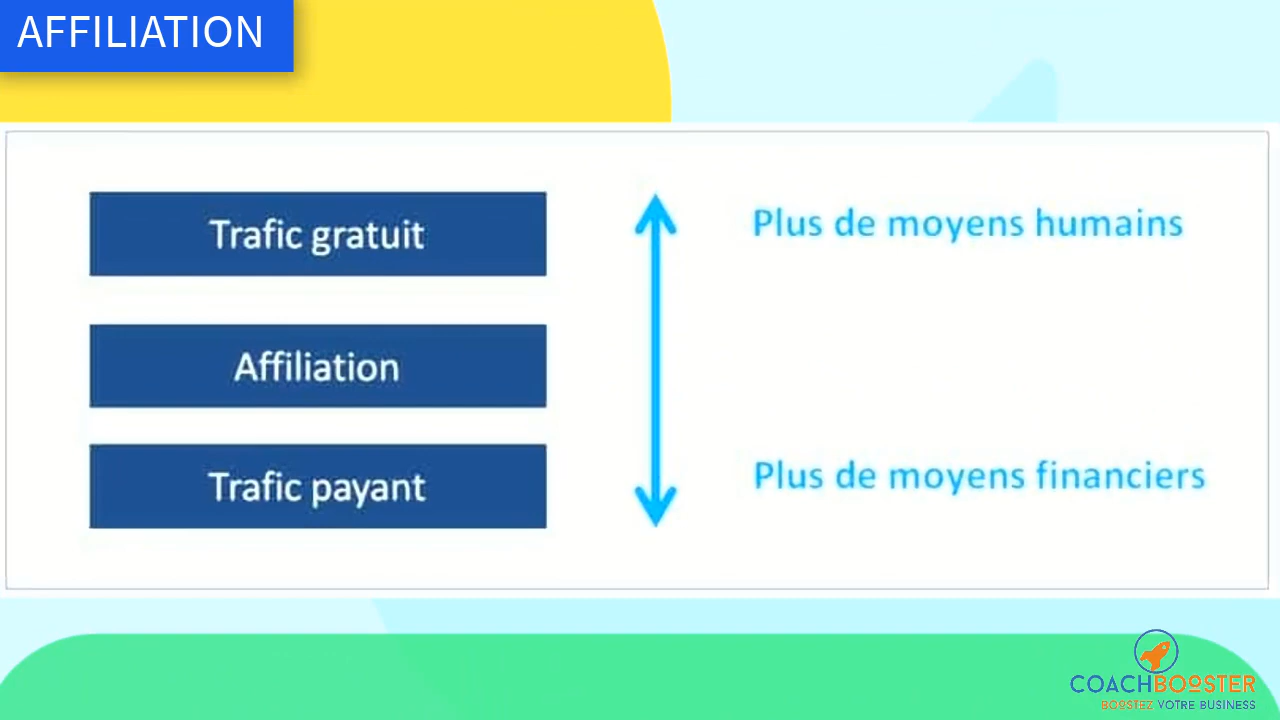 AFFILIATION
Trafic gratuit
Plus de moyens humains
Affiliation
Trafic payant
Plus de moyens financiers
COACHBOOSTER
BOOSTEZ VOTRE BUSINESS